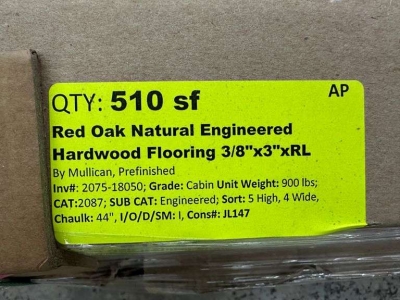 QTY: 510 sf
AP
Red Oak Natural Engineered
Hardwood Flooring 3/8"x3"xRL
By Mullican, Prefinished
Inv#: 2075-18050; Grade: Cabin Unit Weight: 900 lbs;
CAT:2087; SUB CAT: Engineered; Sort: 5 High, 4 Wide,
Chaulk: 44", I/O/D/SM: I, Cons#: JL147